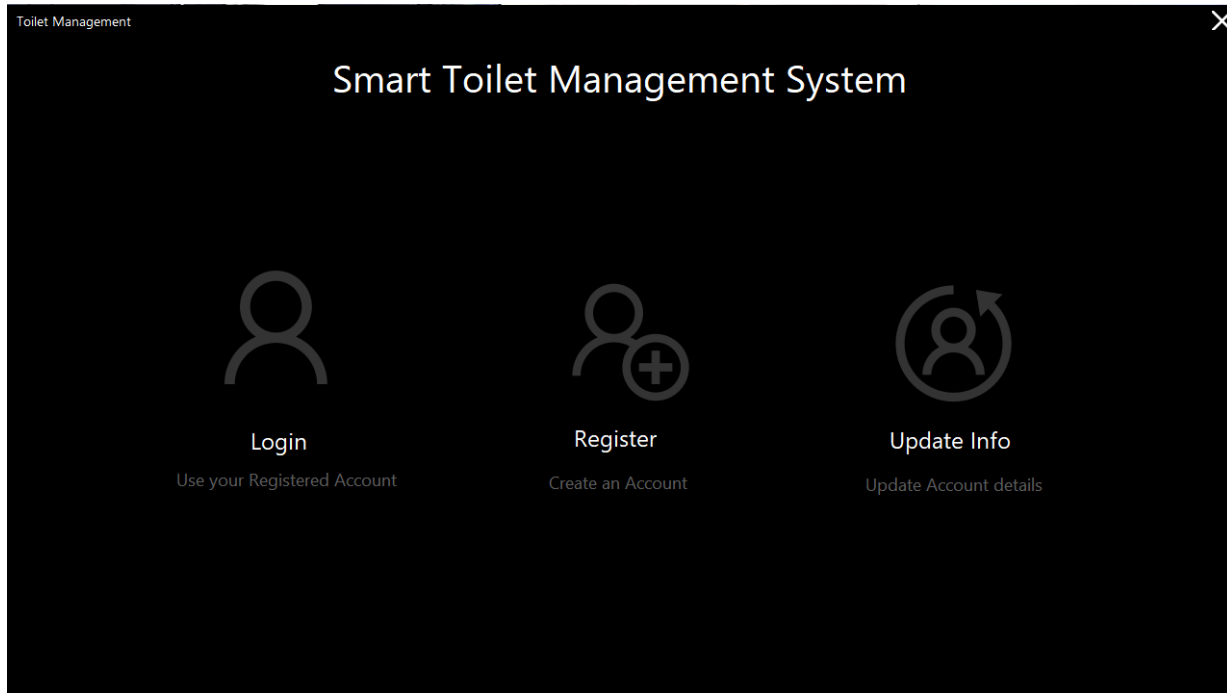 Toilet Management
Smart Toilet Management System
Login
Use your Registered Account
Register
Create an Account
Update Info
Update Account details